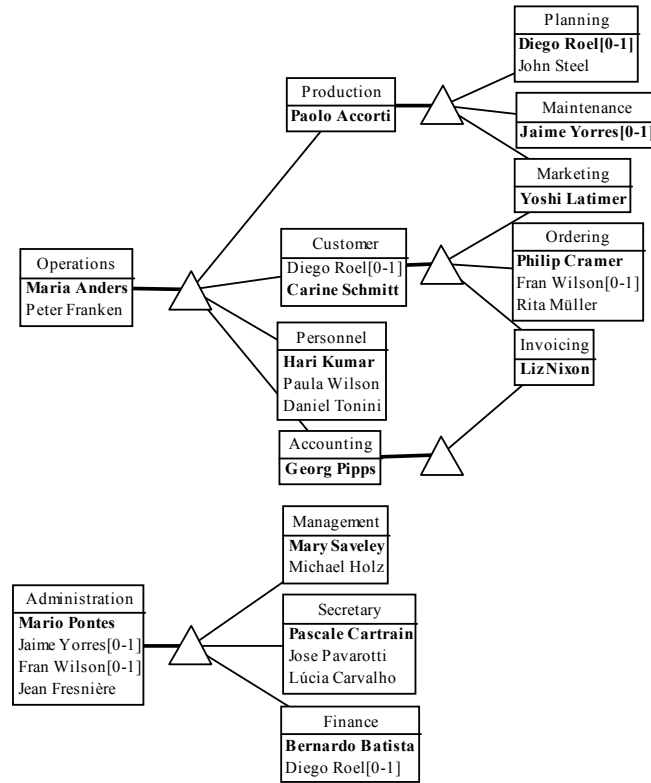 Planning
Diego Roel[0-1]
John Steel
Production
Paolo Accorti
Maintenance
Jaime Yorres[0-1]
Marketing
Yoshi Latimer
Customer
Diego Roel[0-1]
Carine Schmitt
Ordering
Philip Cramer
Fran Wilson[0-1]
Rita Müller
Operations
Maria Anders
Peter Franken
Personnel
Hari Kumar
Paula Wilson
Daniel Tonini
Invoicing
Liz Nixon
Accounting
Georg Pipps
Management
Mary Saveley
Michael Holz
Administration
Mario Pontes
Jaime Yorres[0-1]
Fran Wilson[0-1]
Jean Fresnière
Secretary
Pascale Cartrain
Jose Pavarotti
Lúcia Carvalho
Finance
Bernardo Batista
Diego Roel[0-1]